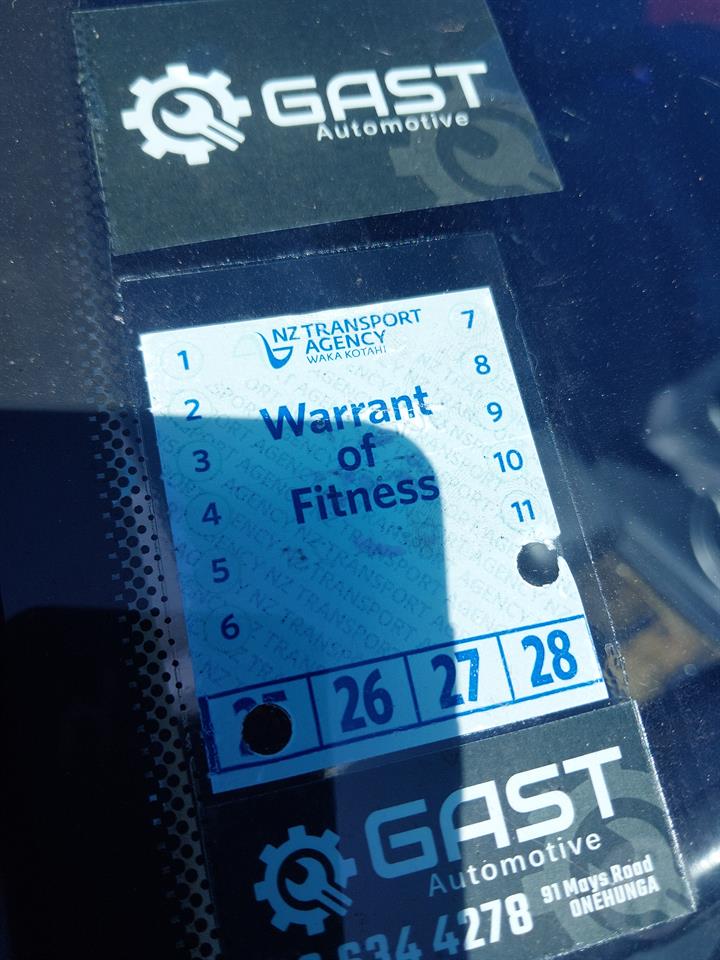 GAST
Automotive
NZ TRANSPORT
AGENCY
WAKA KOTAHI
1
2
3
4
5
6
7
8
9
10
11
Warrant
of
Fitness
26 27 28
GAST
Automotive
634 4278
91 Mays Road
ONEHUNGA